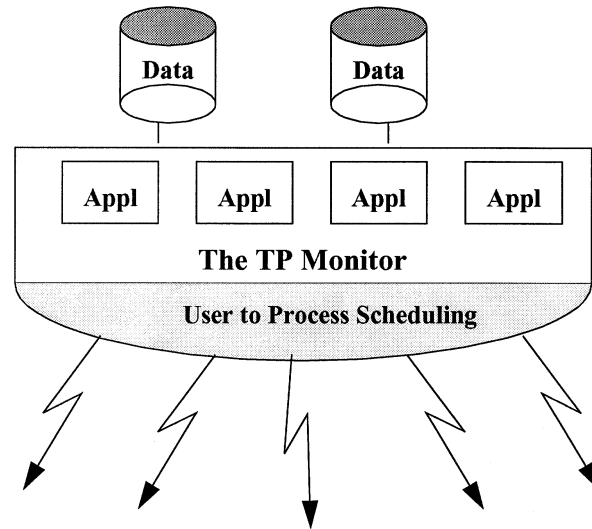 Data
Data
Appl
Appl
Appl
Appl
The TP Monitor
User to Process Scheduling